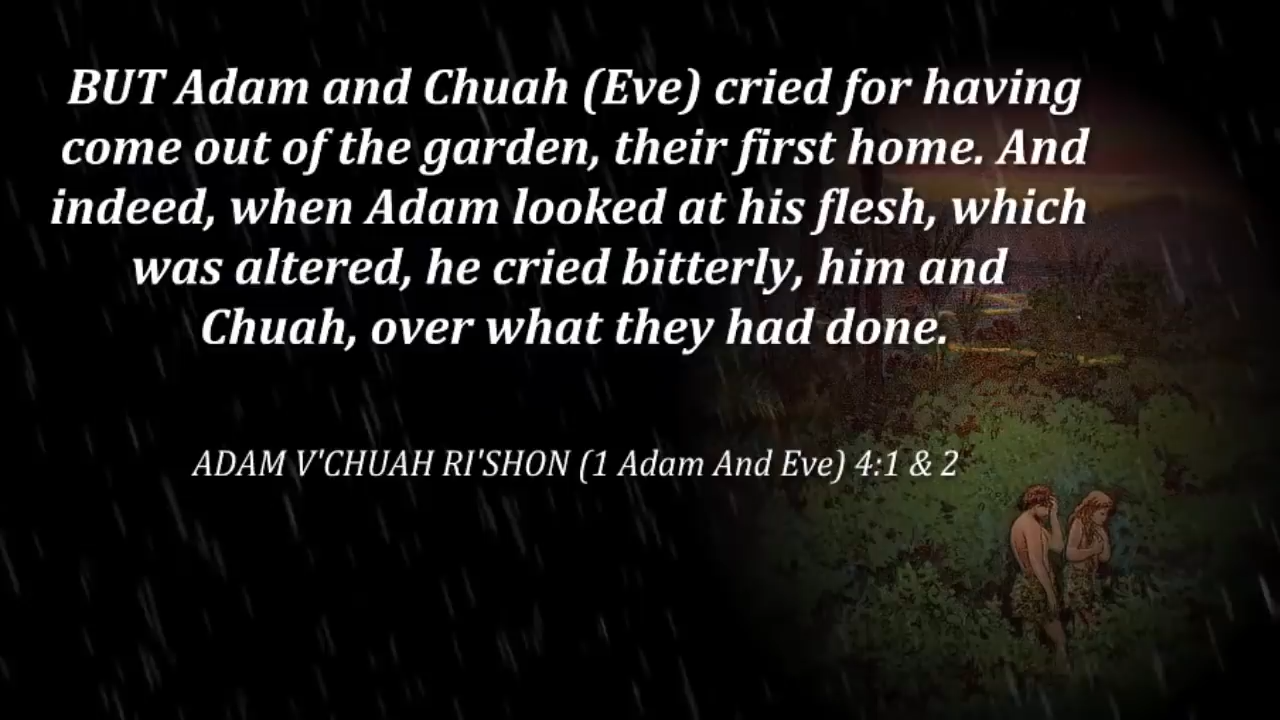 BUT Adam and Chuah (Eve) cried for having
come out of the garden, their first home. And
indeed, when Adam looked at his flesh, which
was altered, he cried bitterly, him and
Chuah, over what they had done.
ADAM V'CHUAH RI'SHON (1 Adam And Eve) 4:1 & 2